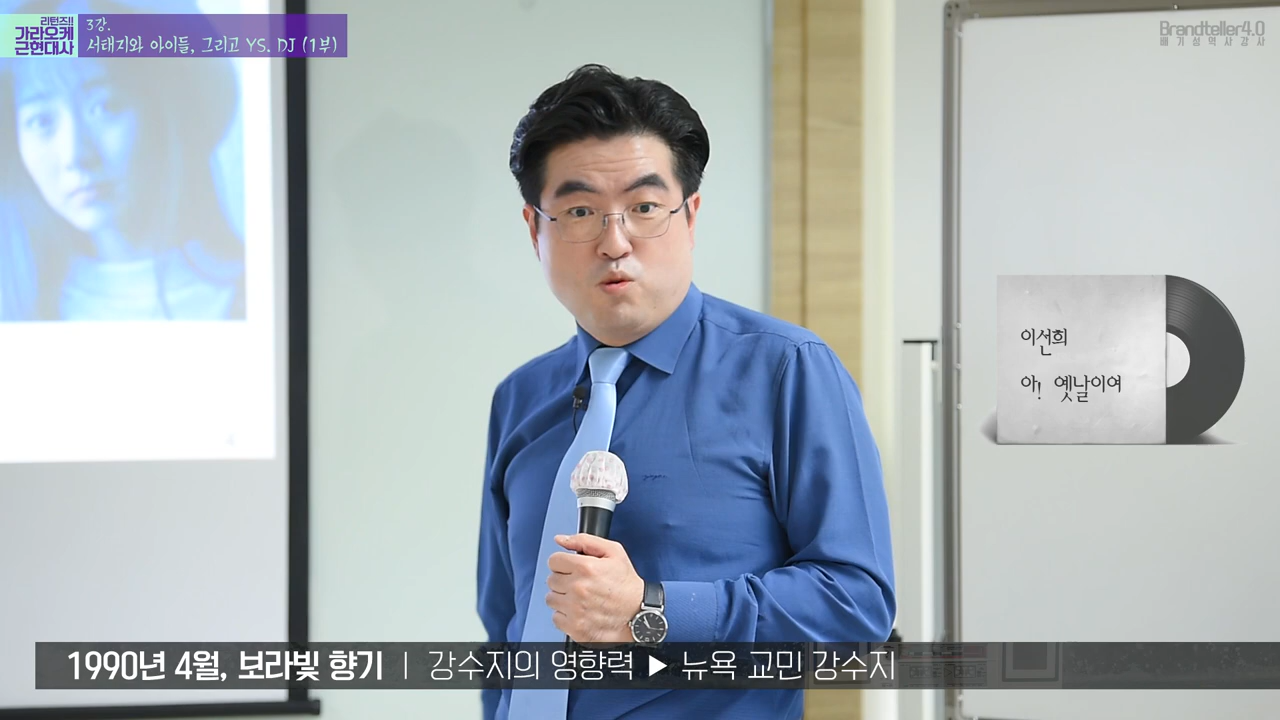 리턴즈!!
가라오케
근현대사
3강.
서태지와 아이들, 그리고 YS. DJ (1부)
Brandteller4.0
배기성역사강사
이선희
아! 옛날이여
1990년 4월, 보라빛 향기 | 강수지의 영향력 ▶ 뉴욕 교민 강수지